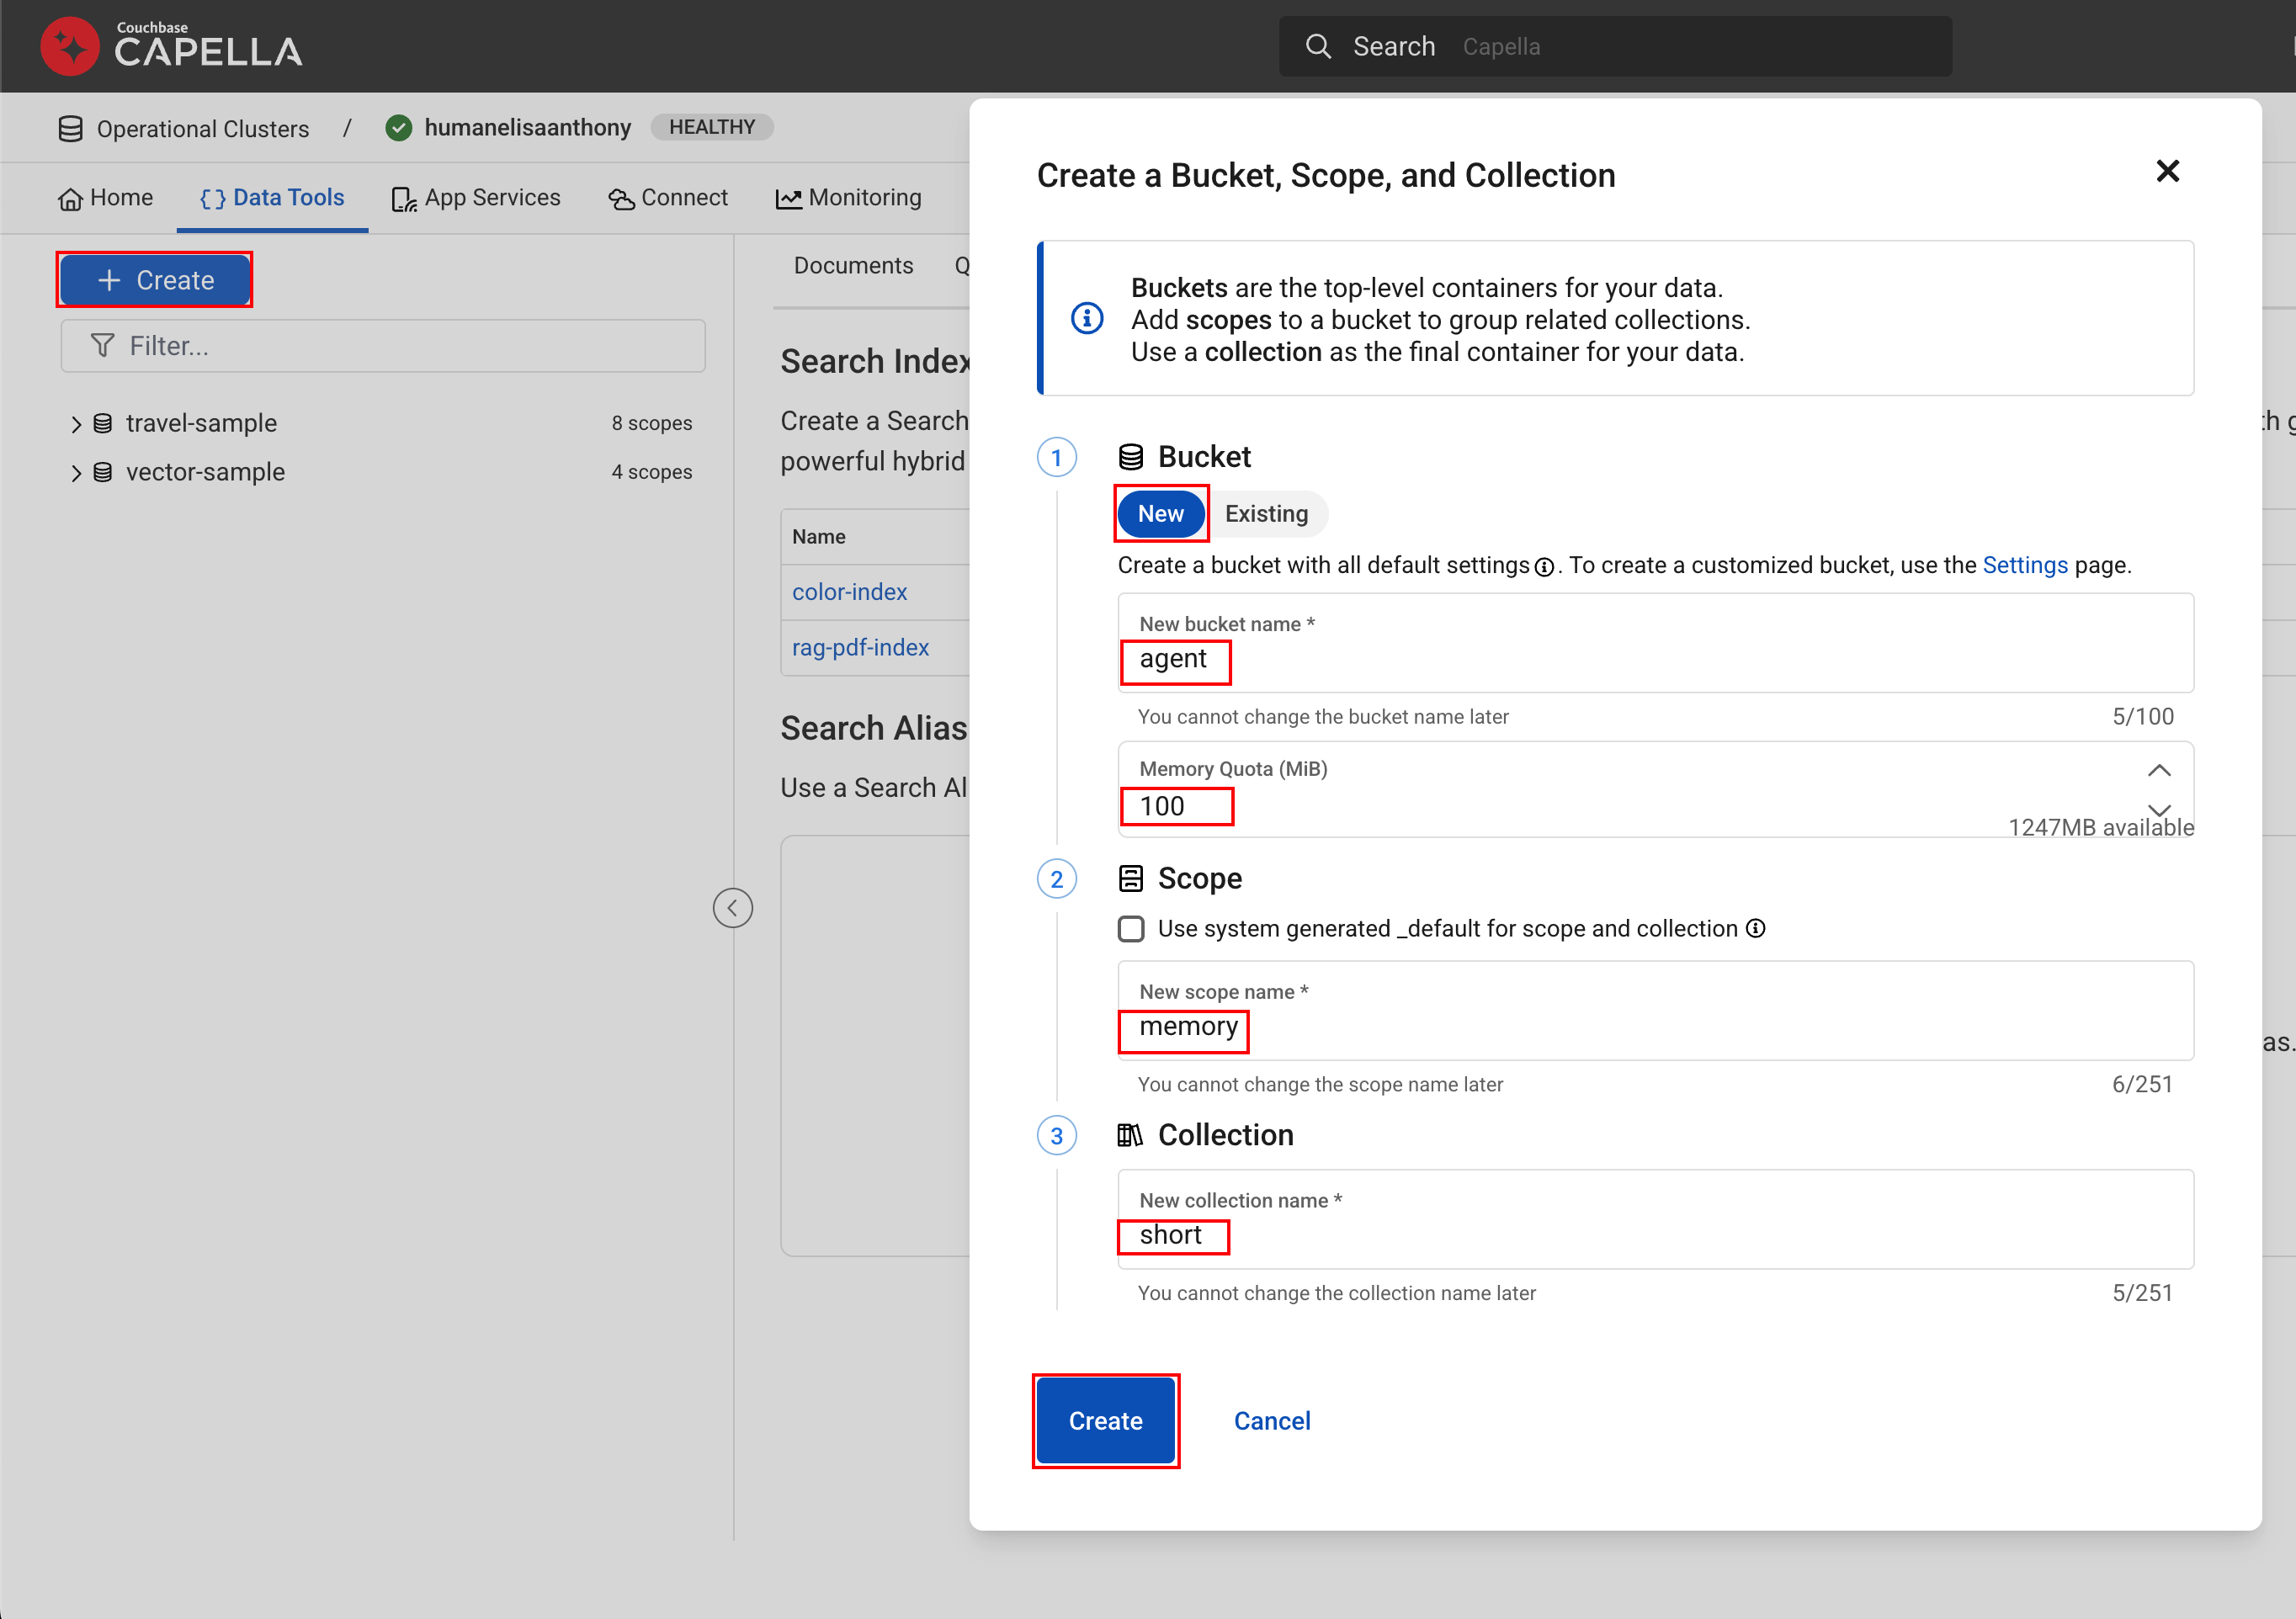 Couchbase
CAPELLA
Search Capella
Operational Clusters / humanelisaanthony HEALTHY
Home {} Data Tools App Services Connect Monitoring
+ Create
Filter...
travel-sample 8 scopes
vector-sample 4 scopes
Documents Q
Search Index
Create a Search
powerful hybrid
Name
color-index
rag-pdf-index
Search Alias
Use a Search Al
th g
as.
Create a Bucket, Scope, and Collection
Buckets are the top-level containers for your data.
Add scopes to a bucket to group related collections.
Use a collection as the final container for your data.
1 Bucket
New Existing
Create a bucket with all default settings. To create a customized bucket, use the Settings page.
New bucket name *
agent
You cannot change the bucket name later 5/100
Memory Quota (MiB)
100
1247MB available
2 Scope
Use system generated _default for scope and collection
New scope name *
memory
You cannot change the scope name later 6/251
3 Collection
New collection name *
short
You cannot change the collection name later 5/251
Create Cancel